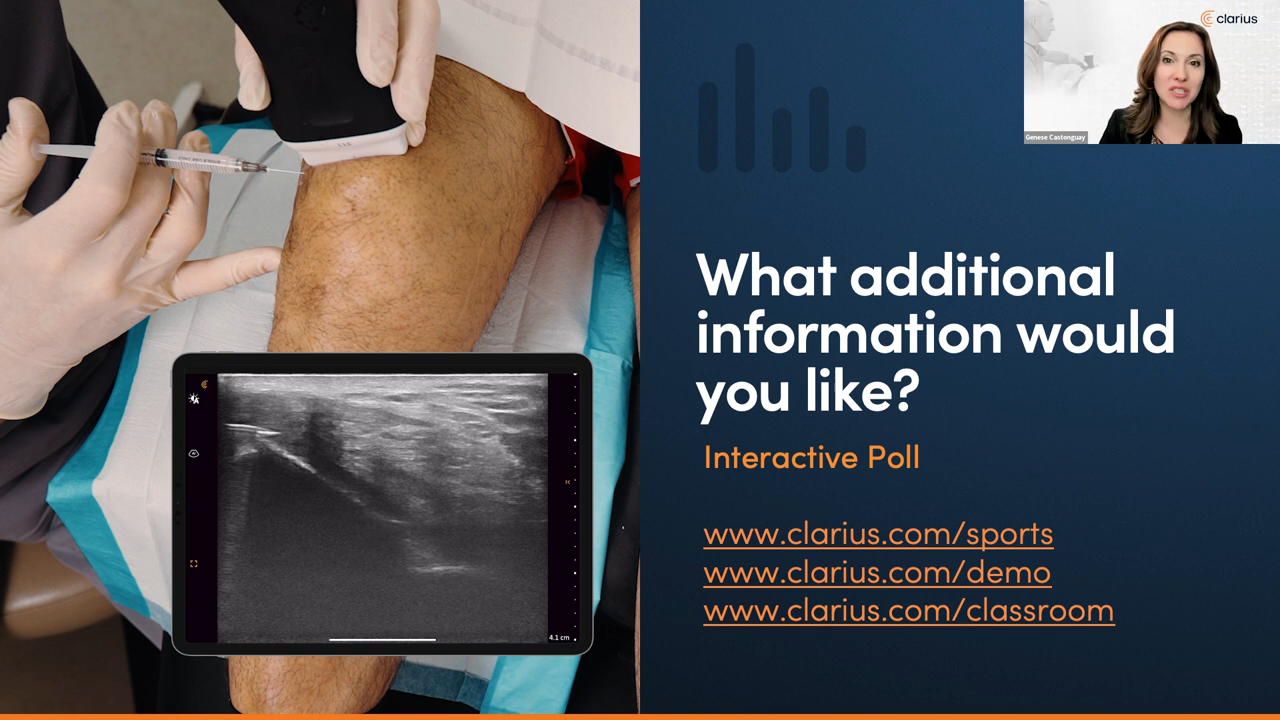 clarius
Genese Castonguay
What additional
information would
you like?
Interactive Poll
www.clarius.com/sports
www.clarius.com/demo
www.clarius.com/classroom
4.1 cm